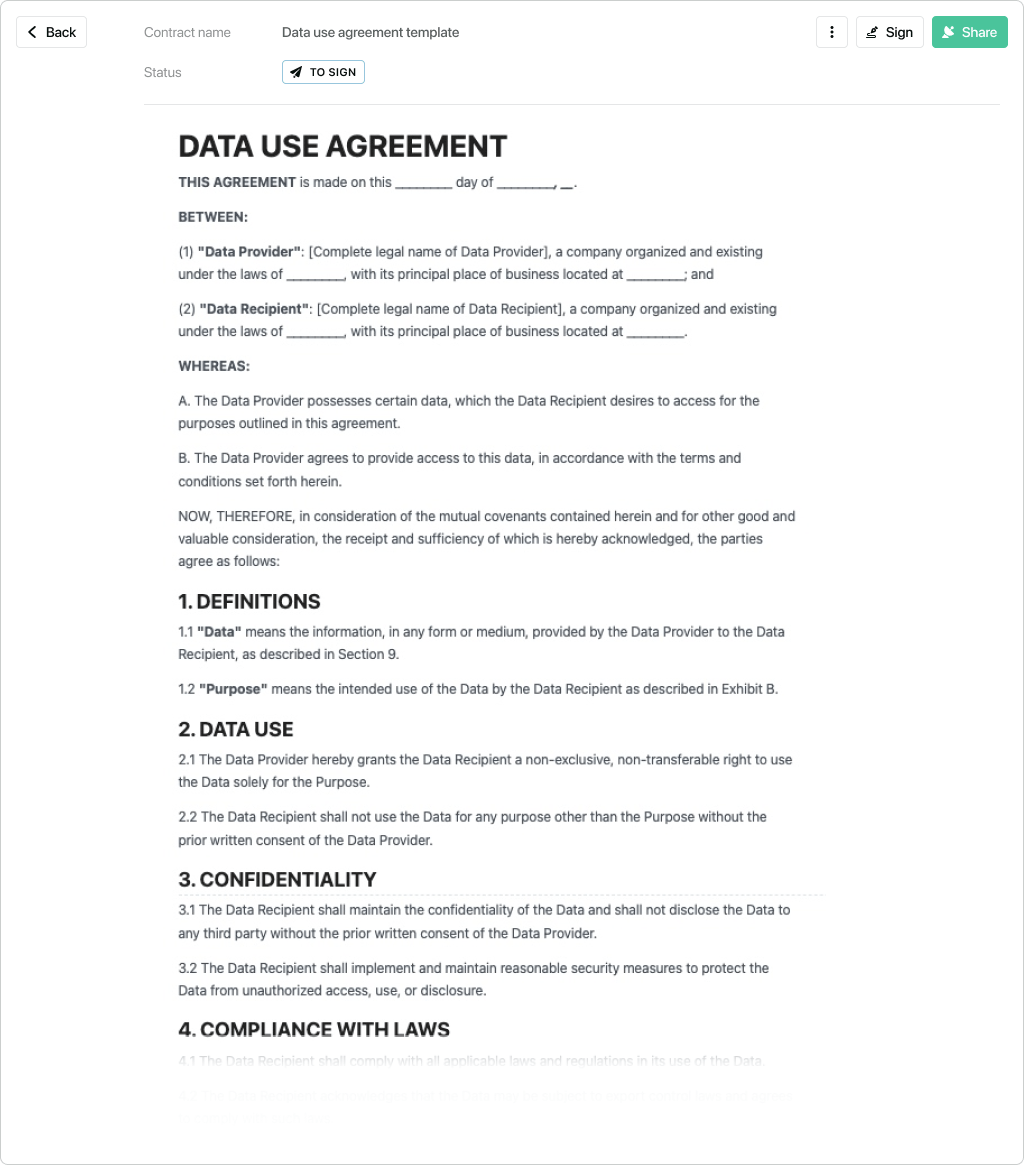 Back
Contract name
Data use agreement template
Sign
Share
Status
TO SIGN
DATA USE AGREEMENT
THIS AGREEMENT is made on this ________ day of ________, __.
BETWEEN:
(1) "Data Provider": [Complete legal name of Data Provider], a company organized and existing
under the laws of ________, with its principal place of business located at ________; and
(2) "Data Recipient": [Complete legal name of Data Recipient], a company organized and existing
under the laws of ________, with its principal place of business located at ________.
WHEREAS:
A. The Data Provider possesses certain data, which the Data Recipient desires to access for the
purposes outlined in this agreement.
B. The Data Provider agrees to provide access to this data, in accordance with the terms and
conditions set forth herein.
NOW, THEREFORE, in consideration of the mutual covenants contained herein and for other good and
valuable consideration, the receipt and sufficiency of which is hereby acknowledged, the parties
agree as follows:
1. DEFINITIONS
1.1 "Data" means the information, in any form or medium, provided by the Data Provider to the Data
Recipient, as described in Section 9.
1.2 "Purpose" means the intended use of the Data by the Data Recipient as described in Exhibit B.
2. DATA USE
2.1 The Data Provider hereby grants the Data Recipient a non-exclusive, non-transferable right to use
the Data solely for the Purpose.
2.2 The Data Recipient shall not use the Data for any purpose other than the Purpose without the
prior written consent of the Data Provider.
3. CONFIDENTIALITY
3.1 The Data Recipient shall maintain the confidentiality of the Data and shall not disclose the Data to
any third party without the prior written consent of the Data Provider.
3.2 The Data Recipient shall implement and maintain reasonable security measures to protect the
Data from unauthorized access, use, or disclosure.
4. COMPLIANCE WITH LAWS
4.1 The Data Recipient shall comply with all applicable laws and regulations in its use of the Data.